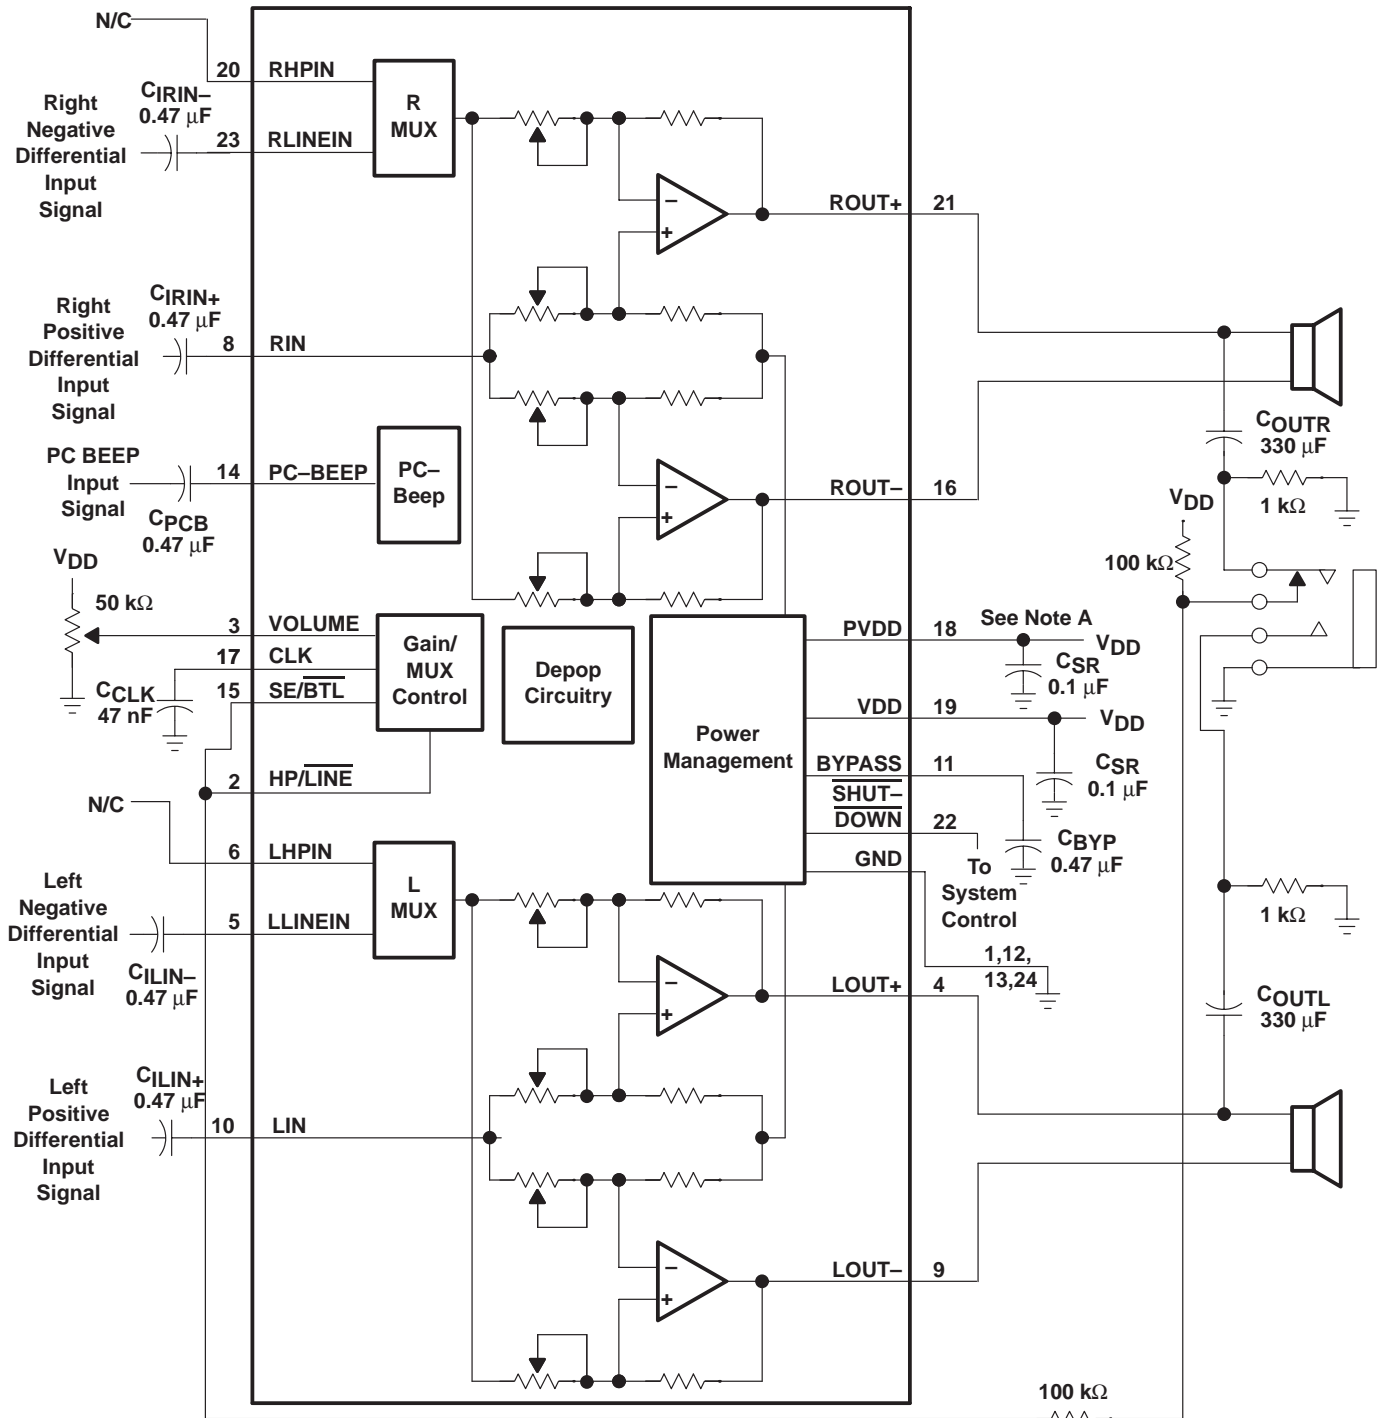 N/C
20 RHPIN
R
MUX
Right
Negative
Differential
Input
Signal
CIRIN–
0.47 μF
23 RLINEIN
–
+
ROUT+ 21
Right
Positive
Differential
Input
Signal
CIRIN+
0.47 μF
8 RIN
PC BEEP
Input
Signal
14 PC–BEEP
PC–
Beep
CPCB
0.47 μF
–
+
ROUT– 16
COUTR
330 μF
1 kΩ
VDD
100 kΩ
VDD
50 kΩ
3 VOLUME
17 CLK
15 SE/BTL
CCLK
47 nF
Gain/
MUX
Control
Depop
Circuitry
2 HP/LINE
Power
Management
PVDD 18
See Note A
VDD
CSR
0.1 μF
VDD 19
VDD
CSR
0.1 μF
BYPASS 11
CBYP
0.47 μF
SHUT–
DOWN 22
To
System
Control
GND
1,12,
13,24
N/C
6 LHPIN
L
MUX
Left
Negative
Differential
Input
Signal
5 LLINEIN
CILIN–
0.47 μF
–
+
LOUT+ 4
1 kΩ
COUTL
330 μF
Left
Positive
Differential
Input
Signal
CILIN+
0.47 μF
10 LIN
–
+
LOUT– 9
100 kΩ